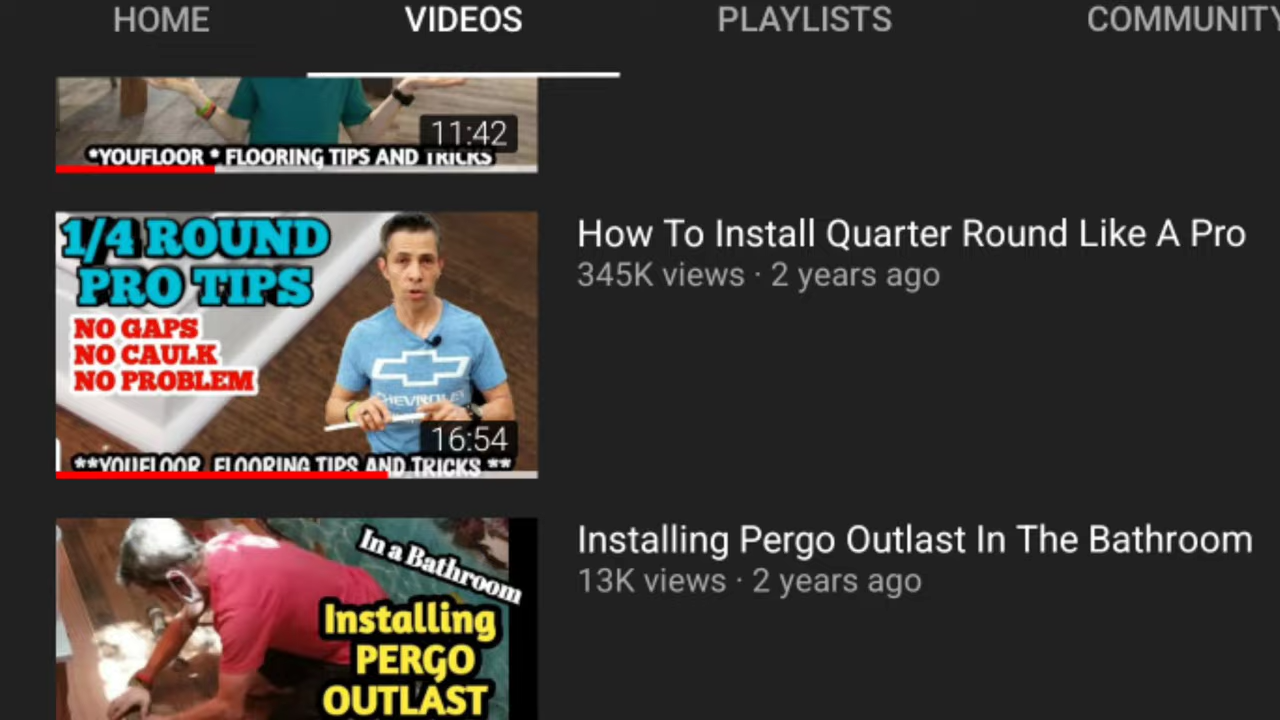 HOME VIDEOS PLAYLISTS COMMUNITY
11:42
*YOUFLOOR * FLOORING TIPS AND TRICKS
1/4 ROUND
PRO TIPS
NO GAPS
NO CAULK
NO PROBLEM
CHEVROLE
16:54
**YOUFLOOR FLOORING TIPS AND TRICKS **
How To Install Quarter Round Like A Pro
345K views · 2 years ago
In a Bathroom
Installing
PERGO
OUTLAST
Installing Pergo Outlast In The Bathroom
13K views · 2 years ago